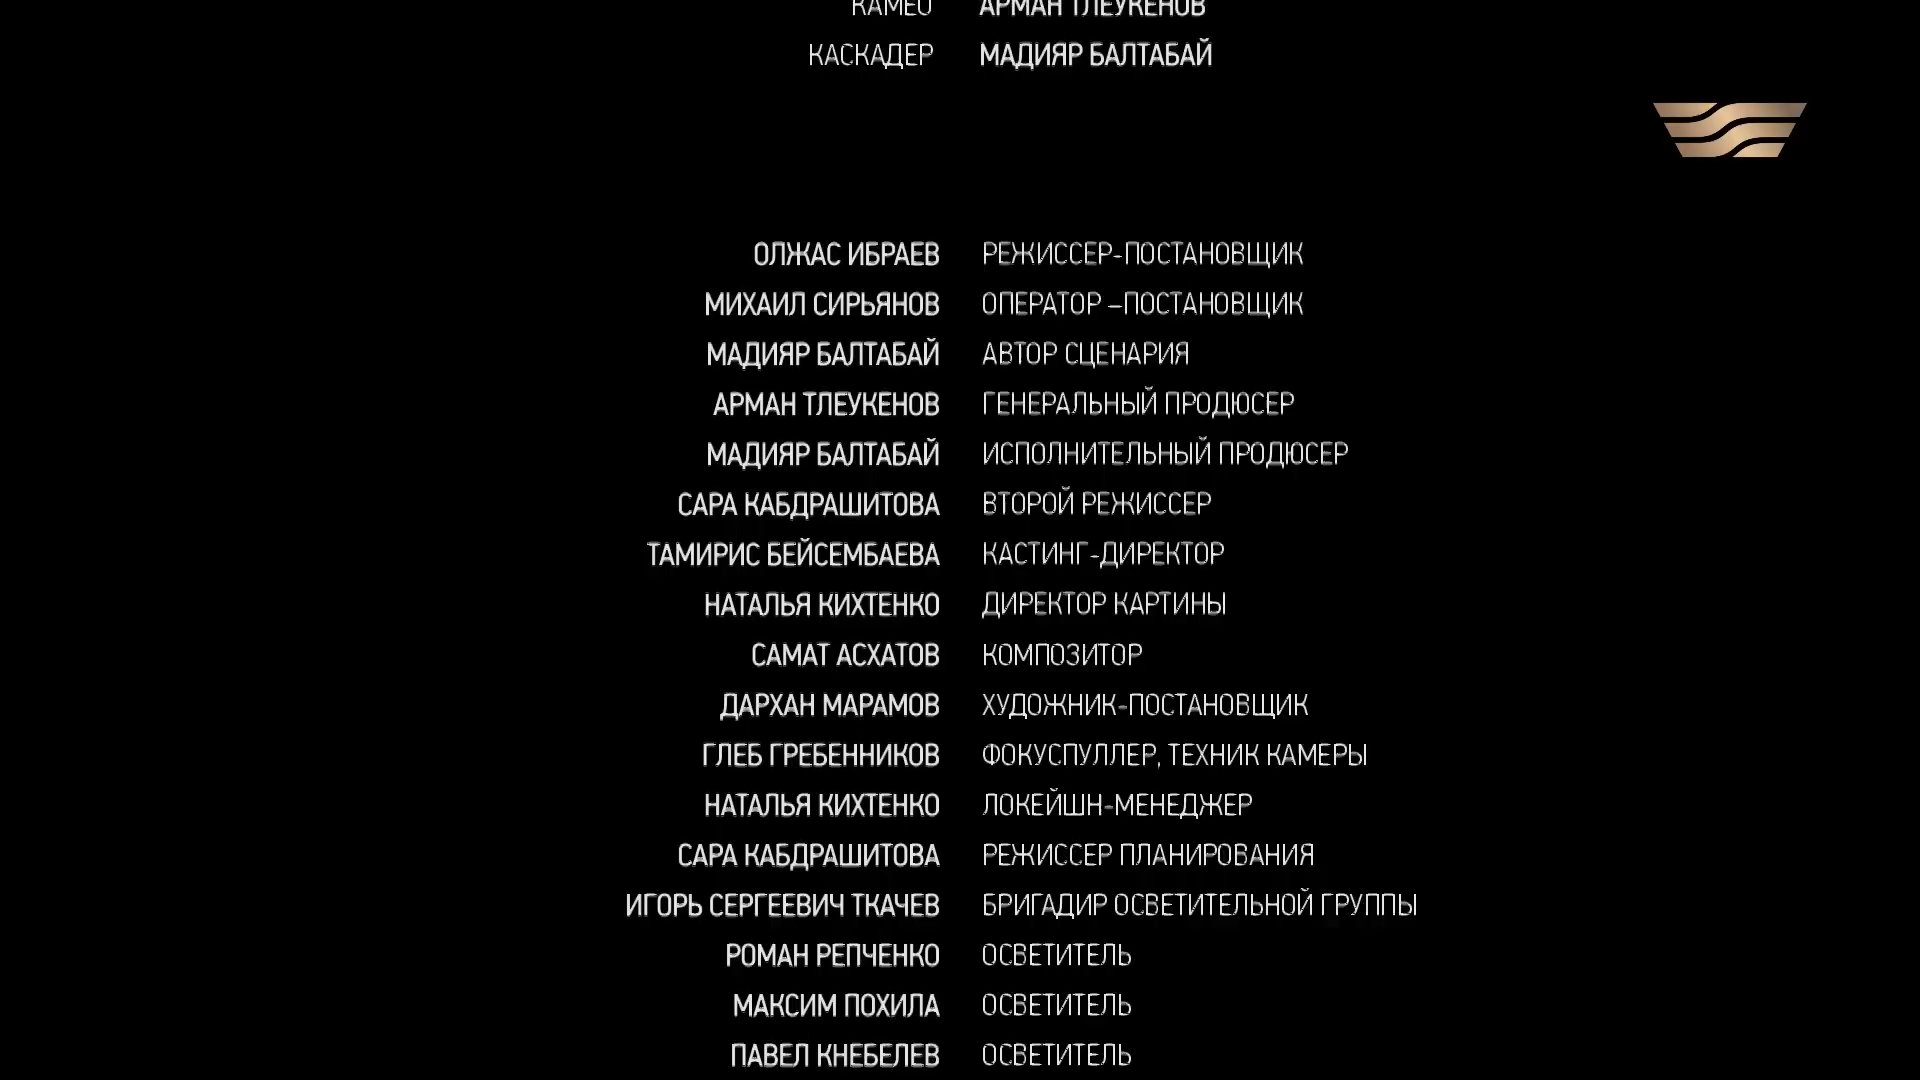 КАМЕО АРМАН ТЛЕУКЕНОВ
КАСКАДЕР МАДИЯР БАЛТАБАЙ
ОЛЖАС ИБРАЕВ РЕЖИССЕР-ПОСТАНОВЩИК
МИХАИЛ СИРЬЯНОВ ОПЕРАТОР –ПОСТАНОВЩИК
МАДИЯР БАЛТАБАЙ АВТОР СЦЕНАРИЯ
АРМАН ТЛЕУКЕНОВ ГЕНЕРАЛЬНЫЙ ПРОДЮСЕР
МАДИЯР БАЛТАБАЙ ИСПОЛНИТЕЛЬНЫЙ ПРОДЮСЕР
САРА КАБДРАШИТОВА ВТОРОЙ РЕЖИССЕР
ТАМИРИС БЕЙСЕМБАЕВА КАСТИНГ-ДИРЕКТОР
НАТАЛЬЯ КИХТЕНКО ДИРЕКТОР КАРТИНЫ
САМАТ АСХАТОВ КОМПОЗИТОР
ДАРХАН МАРАМОВ ХУДОЖНИК-ПОСТАНОВЩИК
ГЛЕБ ГРЕБЕННИКОВ ФОКУСПУЛЛЕР, ТЕХНИК КАМЕРЫ
НАТАЛЬЯ КИХТЕНКО ЛОКЕЙШН-МЕНЕДЖЕР
САРА КАБДРАШИТОВА РЕЖИССЕР ПЛАНИРОВАНИЯ
ИГОРЬ СЕРГЕЕВИЧ ТКАЧЕВ БРИГАДИР ОСВЕТИТЕЛЬНОЙ ГРУППЫ
РОМАН РЕПЧЕНКО ОСВЕТИТЕЛЬ
МАКСИМ ПОХИЛА ОСВЕТИТЕЛЬ
ПАВЕЛ КНЕБЕЛЕВ ОСВЕТИТЕЛЬ